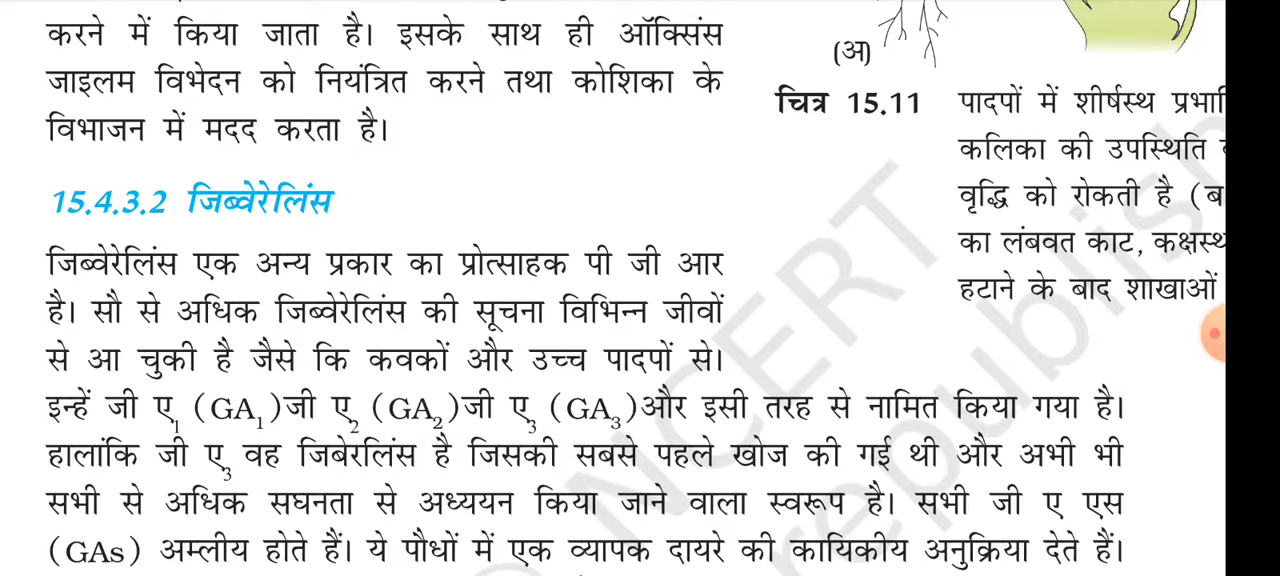 करने में किया जाता है। इसके साथ ही ऑक्सिंस
जाइलम विभेदन को नियंत्रित करने तथा कोशिका के
विभाजन में मदद करता है।
(अ)
चित्र 15.11 पादपों में शीर्षस्थ
कलिका की उपस्थिति
वृद्धि को रोकती है (ब
का लंबवत काट, कक्षस्थ
हटाने के बाद शाखाओं
15.4.3.2 जिब्वेरेलिंस
जिब्वेरेलिंस एक अन्य प्रकार का प्रोत्साहक पी जी आर
है। सौ से अधिक जिब्वेरेलिंस की सूचना विभिन्न जीवों
से आ चुकी है जैसे कि कवकों और उच्च पादपों से।
इन्हें जी ए₁ (GA₁)जी ए₂ (GA₂)जी ए₃ (GA₃)और इसी तरह से नामित किया गया है।
हालांकि जी ए₃ वह जिबेरलिंस है जिसकी सबसे पहले खोज की गई थी और अभी भी
सभी से अधिक सघनता से अध्ययन किया जाने वाला स्वरूप है। सभी जी ए एस
(GAs) अम्लीय होते हैं। ये पौधों में एक व्यापक दायरे की कायिकीय अनुक्रिया देते हैं।
NCERT
republish